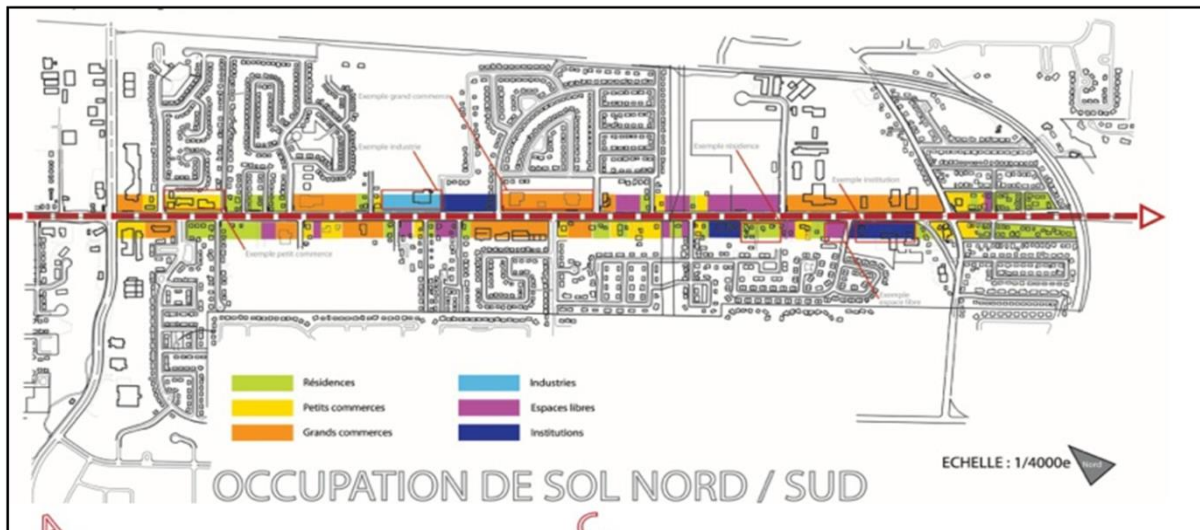 Exemple grand commerce
Exemple industrie
Exemple résidence
Exemple institution
Exemple petit commerce
Exemple
espace libre
Résidences
Petits commerces
Grands commerces
Industries
Espaces libres
Institutions
ECHELLE : 1/4000e
Nord
OCCUPATION DE SOL NORD / SUD